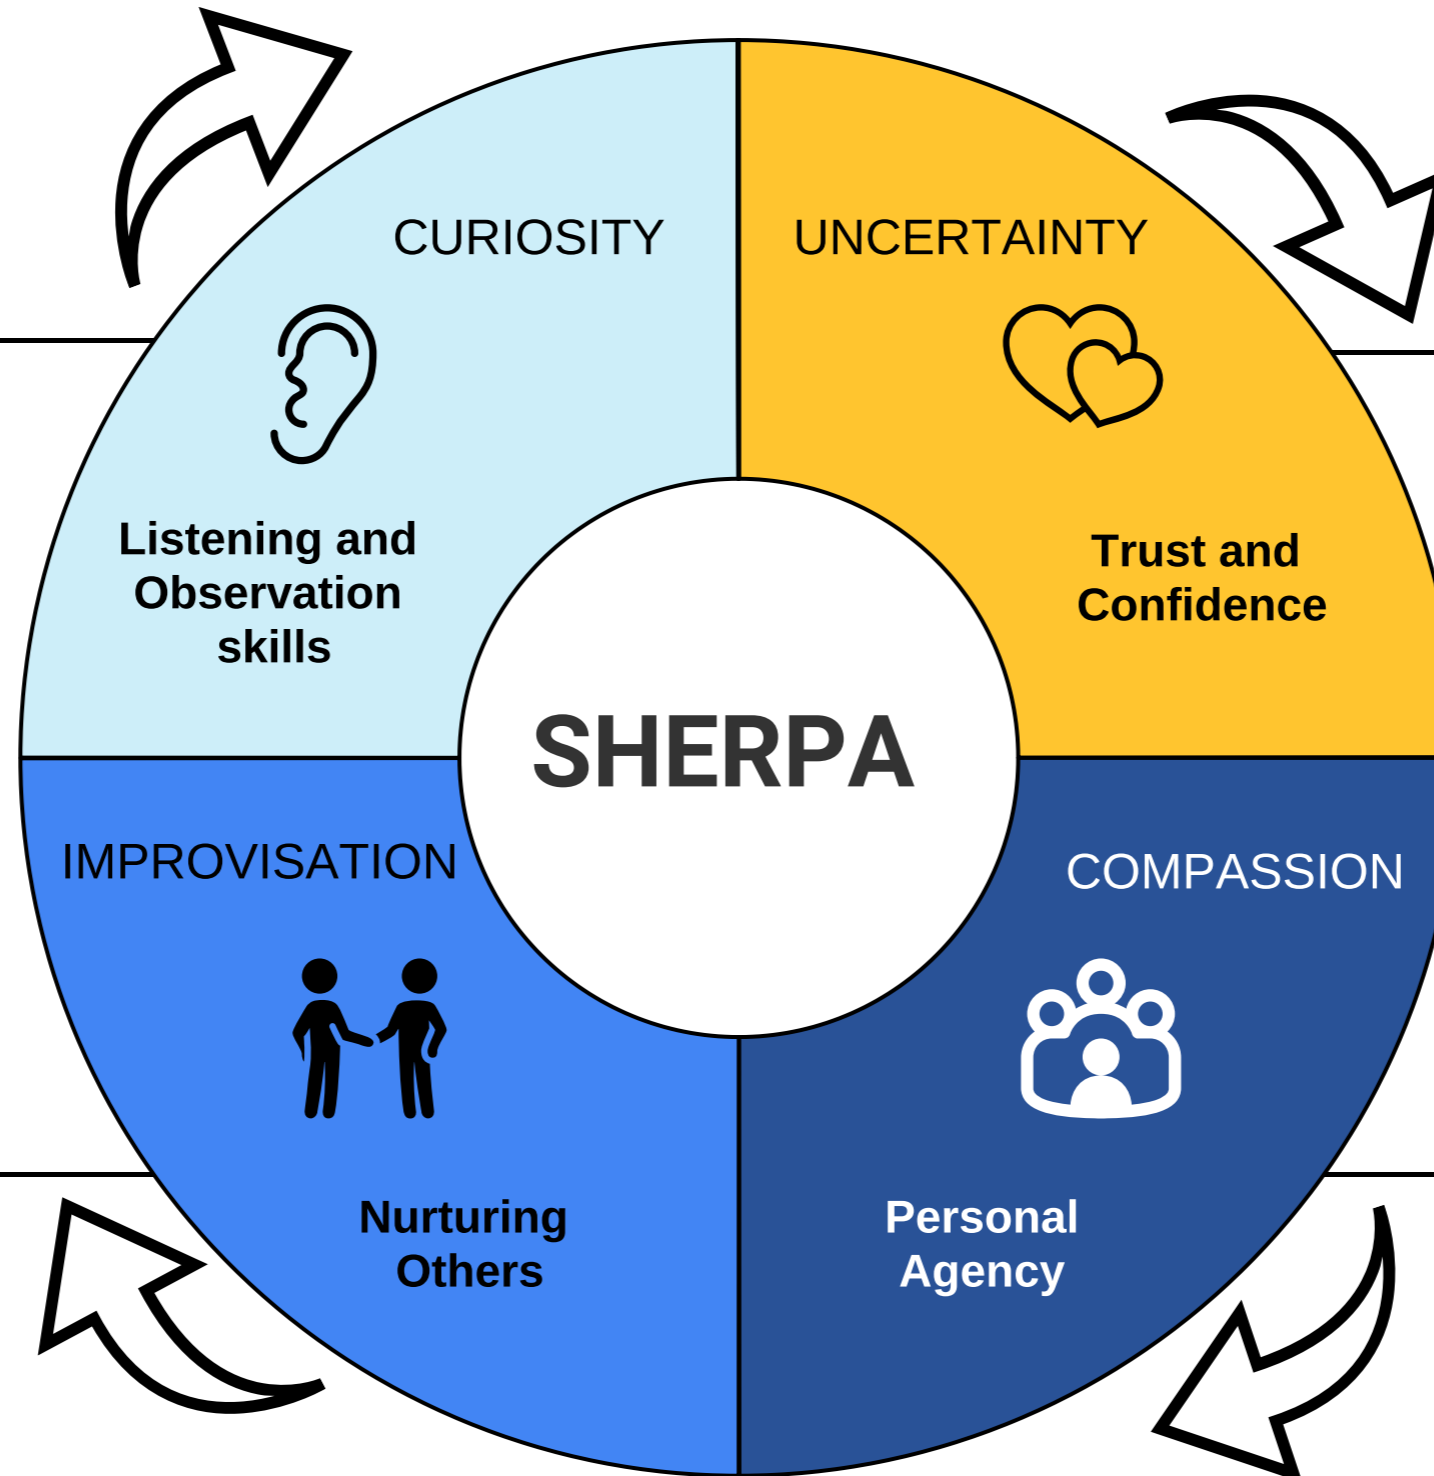 CURIOSITY
UNCERTAINTY
Listening and
Observation
skills
Trust and
Confidence
SHERPA
IMPROVISATION
COMPASSION
Nurturing
Others
Personal
Agency